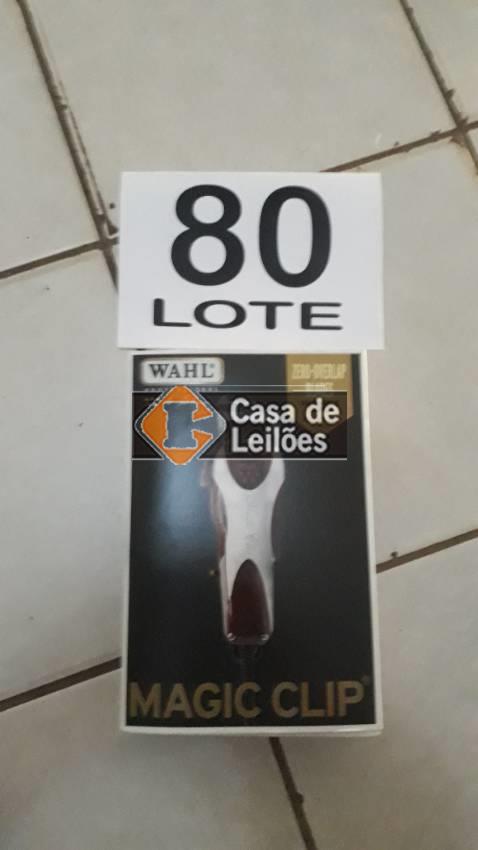 80
LOTE
WAHL
ZERO-OVERLAP
Casa de
Leilões
MAGIC CLIP®